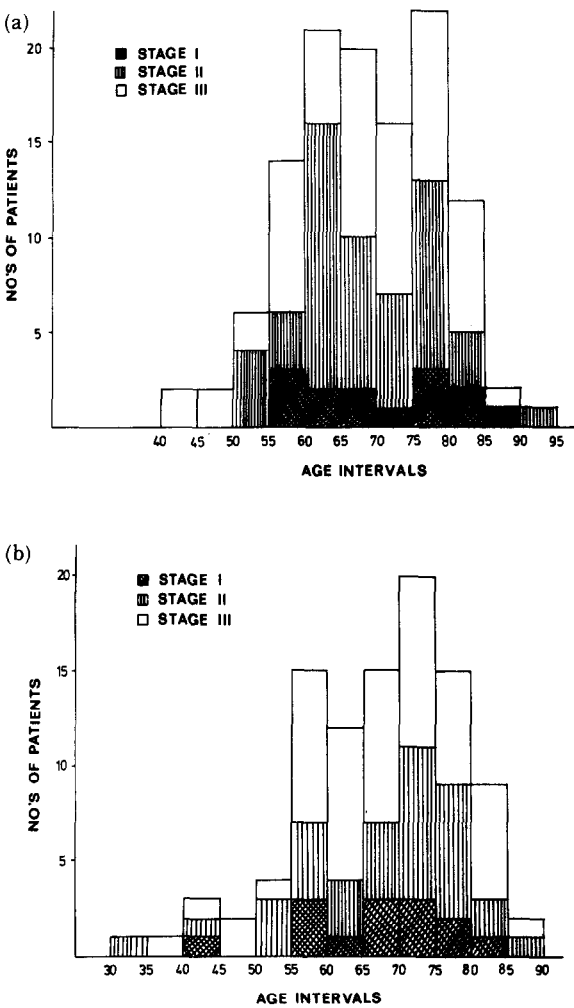 (a)
STAGE I
STAGE II
STAGE III
20
15
10
5
NO'S OF PATIENTS
40 45 50 55 60 65 70 75 80 85 90 95
AGE INTERVALS
(b)
STAGE I
STAGE II
STAGE III
20
15
10
5
NO'S OF PATIENTS
30 35 40 45 50 55 60 65 70 75 80 85 90
AGE INTERVALS